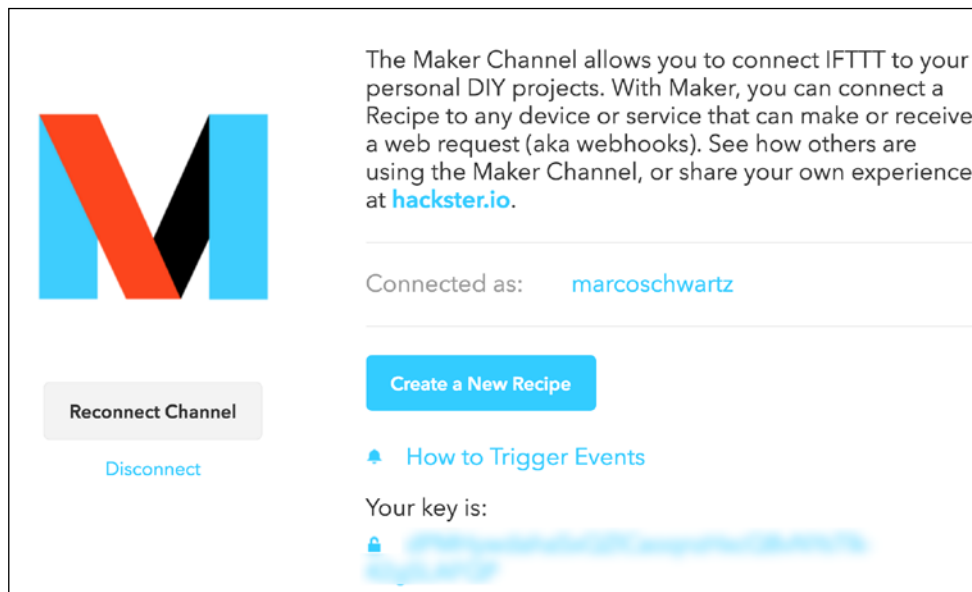 The Maker Channel allows you to connect IFTTT to your
personal DIY projects. With Maker, you can connect a
Recipe to any device or service that can make or receive
a web request (aka webhooks). See how others are
using the Maker Channel, or share your own experience
at hackster.io.
Connected as: marcoschwartz
Create a New Recipe
Reconnect Channel
How to Trigger Events
Disconnect
Your key is: